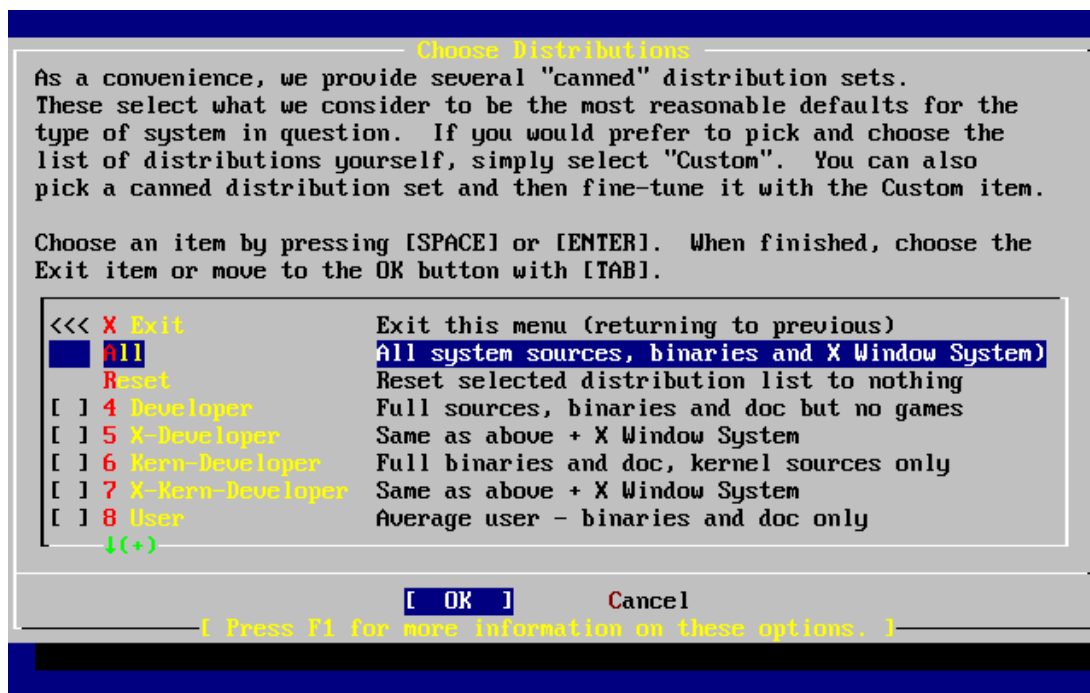 Choose Distributions
As a convenience, we provide several "canned" distribution sets.
These select what we consider to be the most reasonable defaults for the
type of system in question.  If you would prefer to pick and choose the
list of distributions yourself, simply select "Custom".  You can also
pick a canned distribution set and then fine-tune it with the Custom item.
Choose an item by pressing [SPACE] or [ENTER].  When finished, choose the
Exit item or move to the OK button with [TAB].
<<< X Exit Exit this menu (returning to previous)
All All system sources, binaries and X Window System)
Reset Reset selected distribution list to nothing
[ ] 4 Developer Full sources, binaries and doc but no games
[ ] 5 X-Developer Same as above + X Window System
[ ] 6 Kern-Developer Full binaries and doc, kernel sources only
[ ] 7 X-Kern-Developer Same as above + X Window System
[ ] 8 User Average user - binaries and doc only
↓(+)
[ OK ] Cancel
[ Press F1 for more information on these options. ]